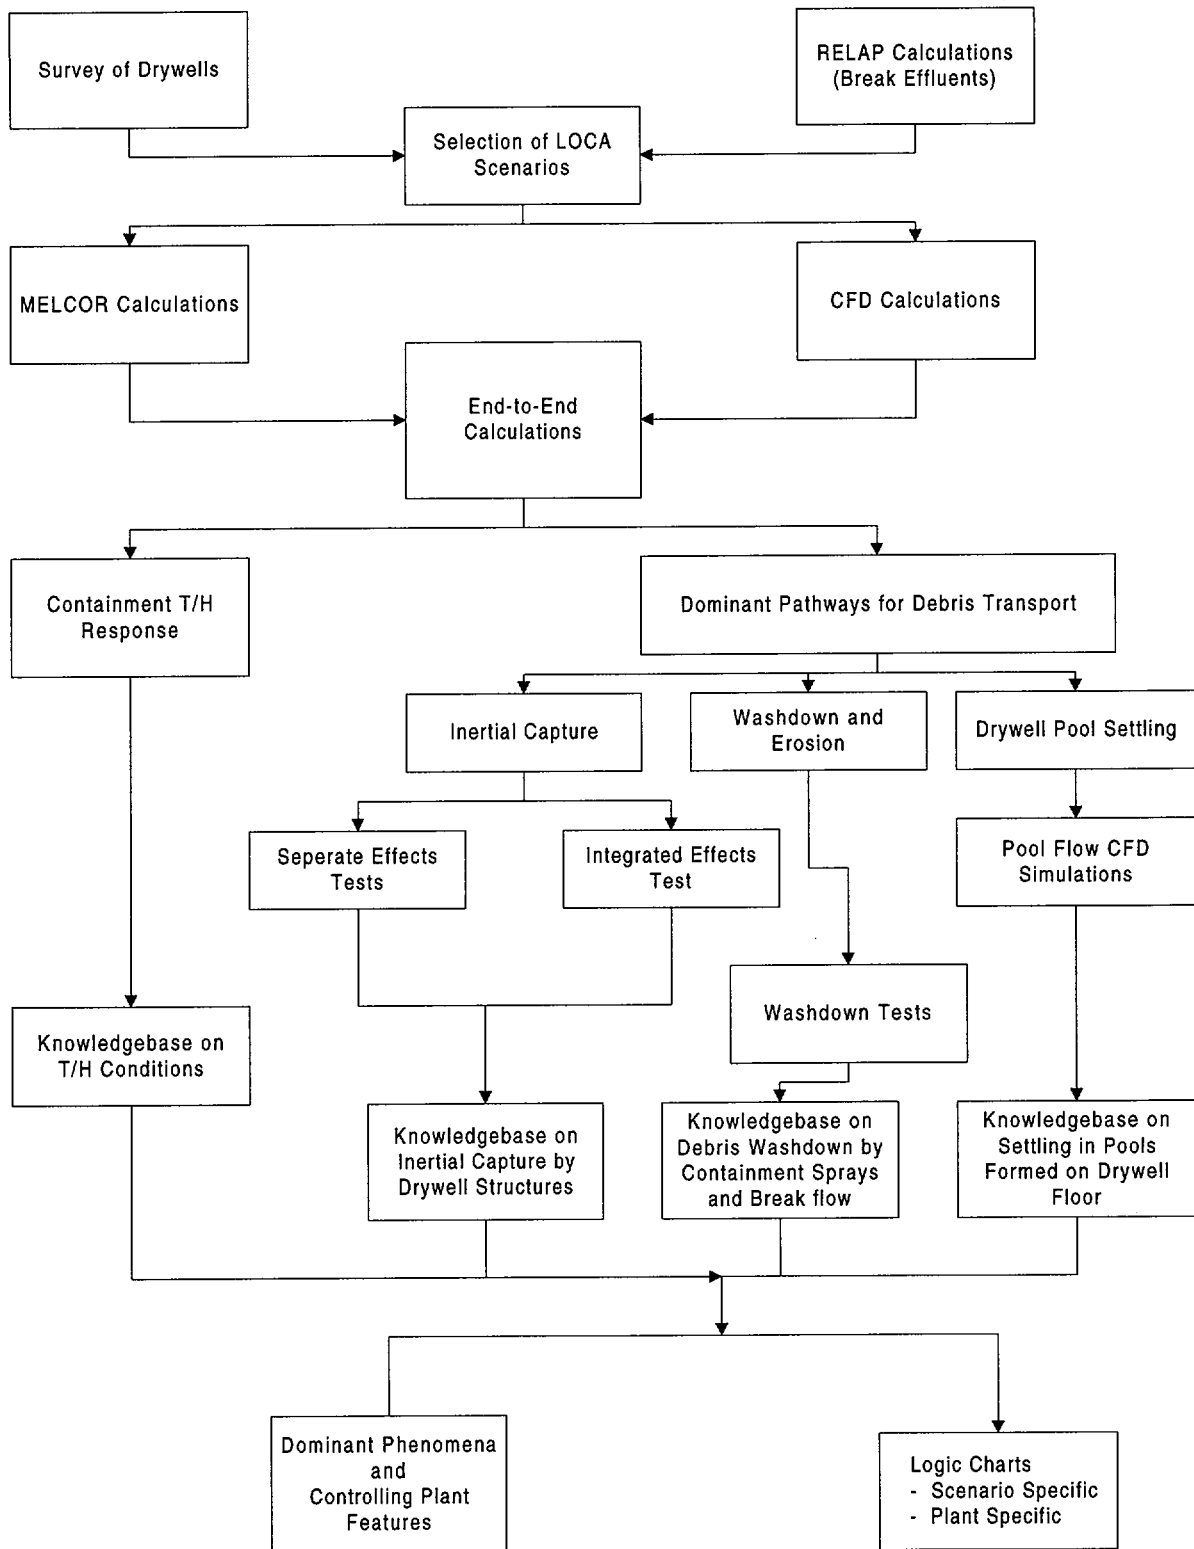 Survey of Drywells
RELAP Calculations
(Break Effluents)
Selection of LOCA
Scenarios
MELCOR Calculations
CFD Calculations
End-to-End
Calculations
Containment T/H
Response
Dominant Pathways for Debris Transport
Inertial Capture
Washdown and
Erosion
Drywell Pool Settling
Seperate Effects
Tests
Integrated Effects
Test
Pool Flow CFD
Simulations
Washdown Tests
Knowledgebase on
T/H Conditions
Knowledgebase on
Inertial Capture by
Drywell Structures
Knowledgebase on
Debris Washdown by
Containment Sprays
and Break flow
Knowledgebase on
Settling in Pools
Formed on Drywell
Floor
Dominant Phenomena
and
Controlling Plant
Features
Logic Charts
- Scenario Specific
- Plant Specific